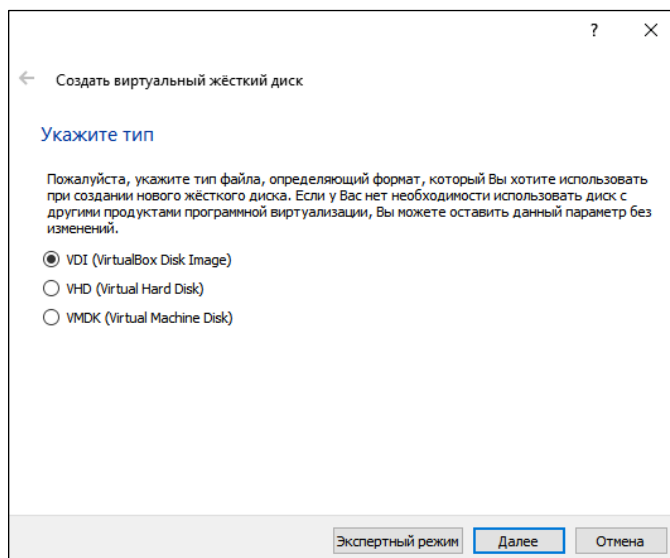 ?
Создать виртуальный жёсткий диск
Укажите тип
Пожалуйста, укажите тип файла, определяющий формат, который Вы хотите использовать
при создании нового жёсткого диска. Если у Вас нет необходимости использовать диск с
другими продуктами программной виртуализации, Вы можете оставить данный параметр без
изменений.
VDI (VirtualBox Disk Image)
VHD (Virtual Hard Disk)
VMDK (Virtual Machine Disk)
Экспертный режим Далее Отмена